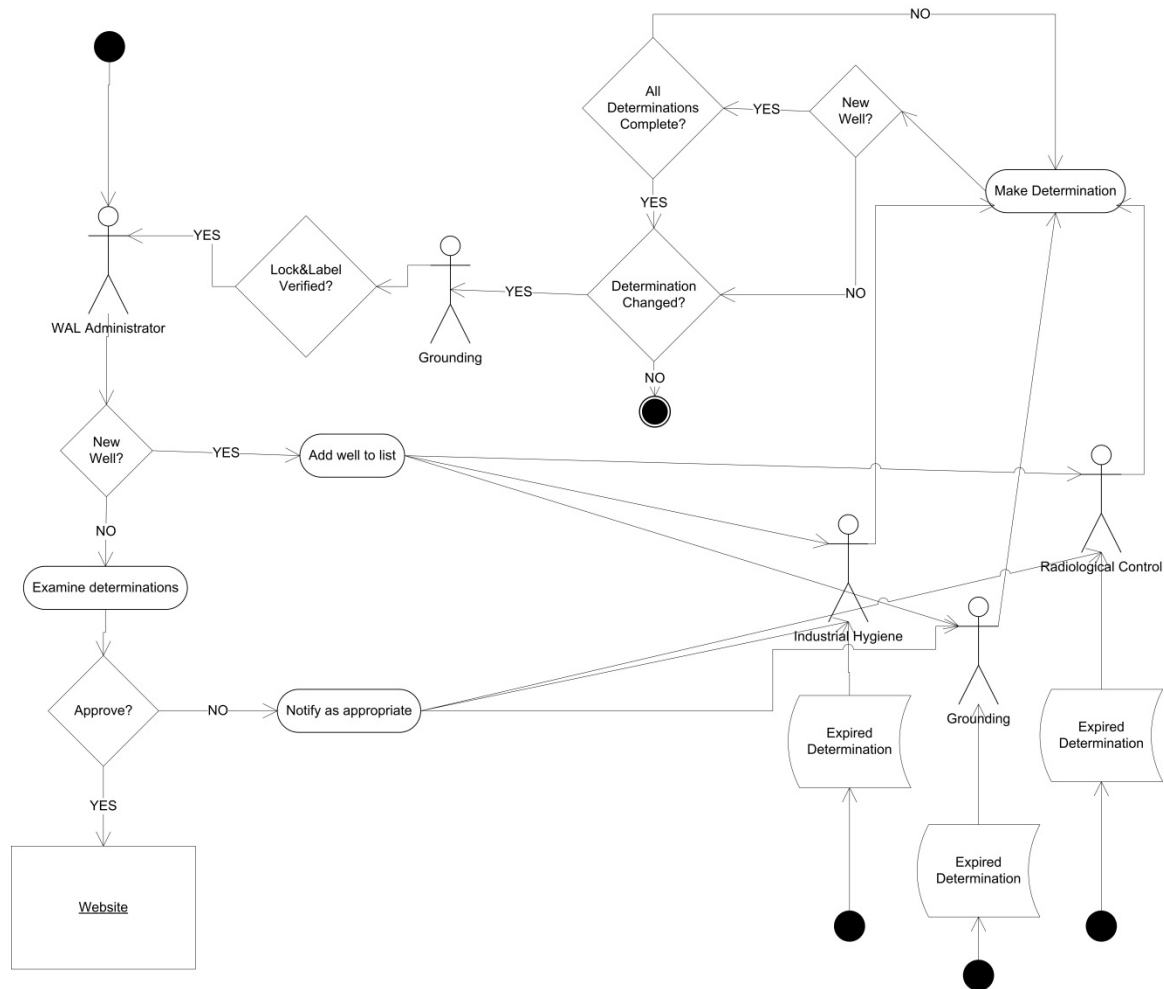 NO
All
Determinations
Complete?
YES
New
Well?
Make Determination
YES
NO
YES
Lock&Label
Verified?
YES
Determination
Changed?
WAL Administrator
Grounding
NO
New
Well?
YES
Add well to list
NO
Examine determinations
Radiological Control
Industrial Hygiene
Approve?
NO
Notify as appropriate
Grounding
Expired
Determination
Expired
Determination
YES
Expired
Determination
Website